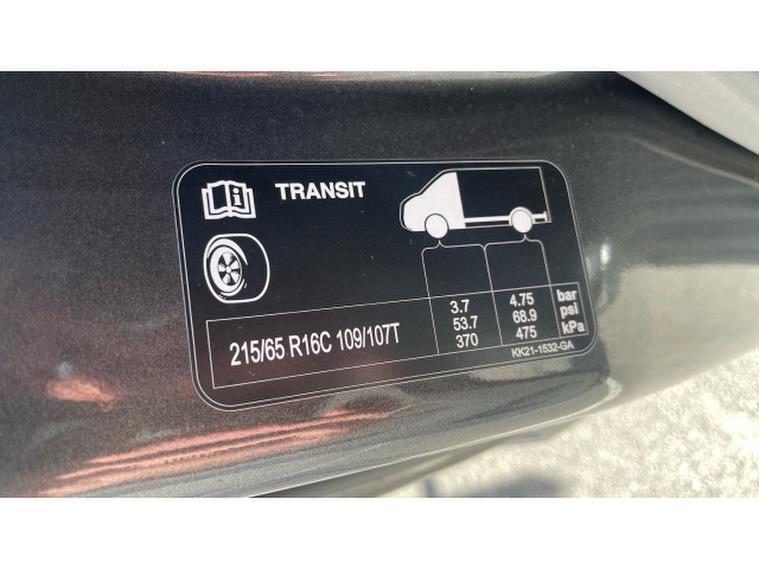 TRANSIT
215/65 R16C 109/107T
3.7 4.75 bar
53.7 68.9 psi
370 475 kPa
KK21-1532-GA